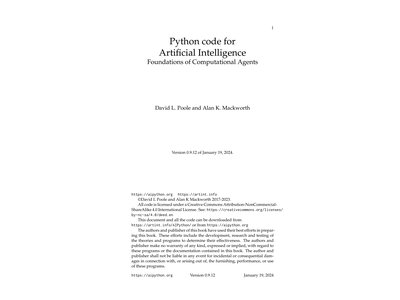 1
Python code for
Artificial Intelligence
Foundations of Computational Agents
David L. Poole and Alan K. Mackworth
Version 0.9.12 of January 19, 2024.
https://aipython.org https://artint.info
©David L Poole and Alan K Mackworth 2017-2023.
All code is licensed under a Creative Commons Attribution-NonCommercial-
ShareAlike 4.0 International License. See: https://creativecommons.org/licenses/
by-nc-sa/4.0/deed.en
This document and all the code can be downloaded from
https://artint.info/AIPython/ or from https://aipython.org
The authors and publisher of this book have used their best efforts in prepar-
ing this book. These efforts include the development, research and testing of
the theories and programs to determine their effectiveness. The authors and
publisher make no warranty of any kind, expressed or implied, with regard to
these programs or the documentation contained in this book. The author and
publisher shall not be liable in any event for incidental or consequential dam-
ages in connection with, or arising out of, the furnishing, performance, or use
of these programs.
https://aipython.org Version 0.9.12 January 19, 2024